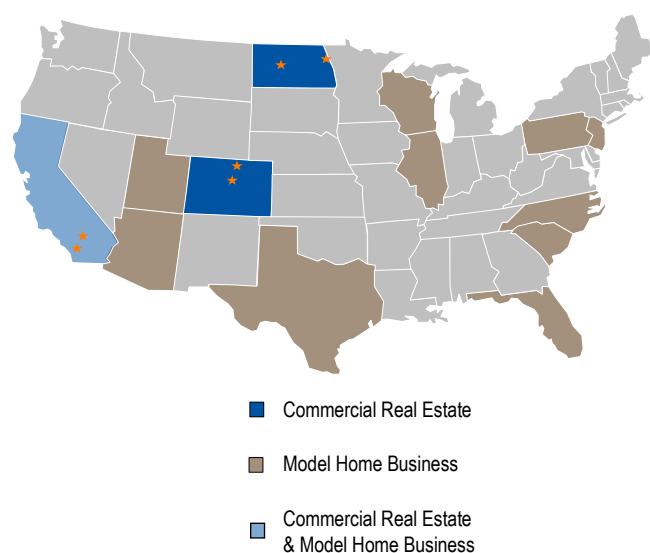 Commercial Real Estate
Model Home Business
Commercial Real Estate
& Model Home Business